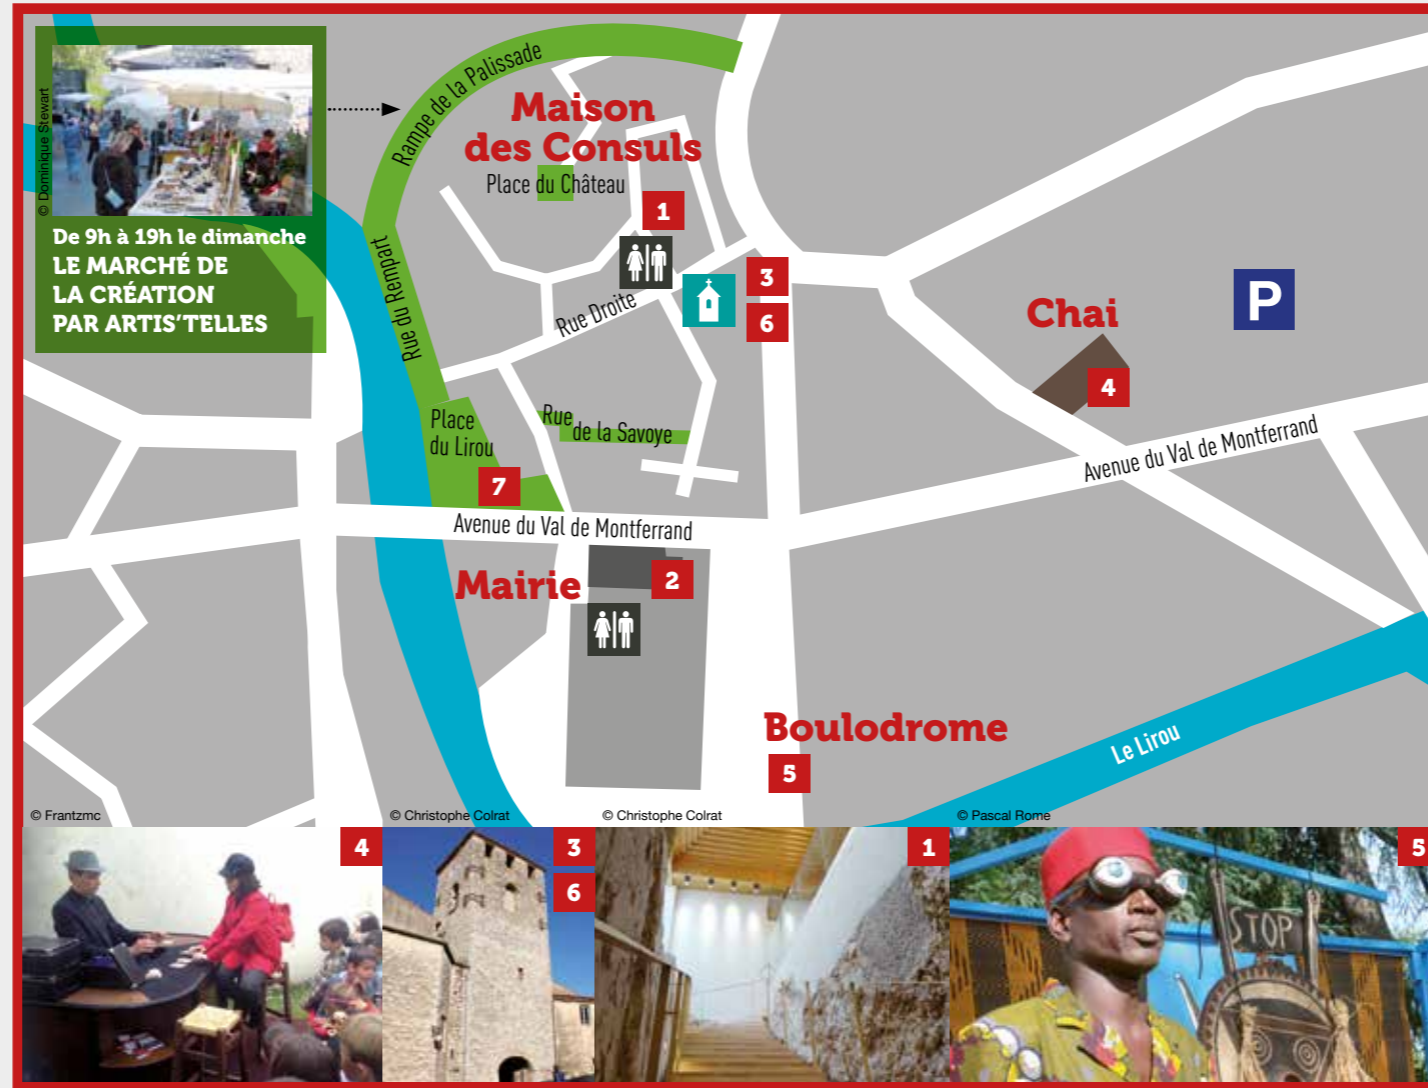 © Dominique Stewart
De 9h à 19h le dimanche
LE MARCHÉ DE
LA CRÉATION
PAR ARTIS'TELLES
Rampe de la Palissade
Maison
des Consuls
Place du Château
1
Rue du Rempart
Rue Droite
3
6
Chai
P
4
Place
du Lirou
Rue
de la Savoye
7
Avenue du Val de Montferrand
Avenue du Val de Montferrand
Mairie
2
Boulodrome
5
Le Lirou
© Frantzmc
© Christophe Colrat
© Christophe Colrat
© Pascal Rome
4
3
6
1
5
STOP